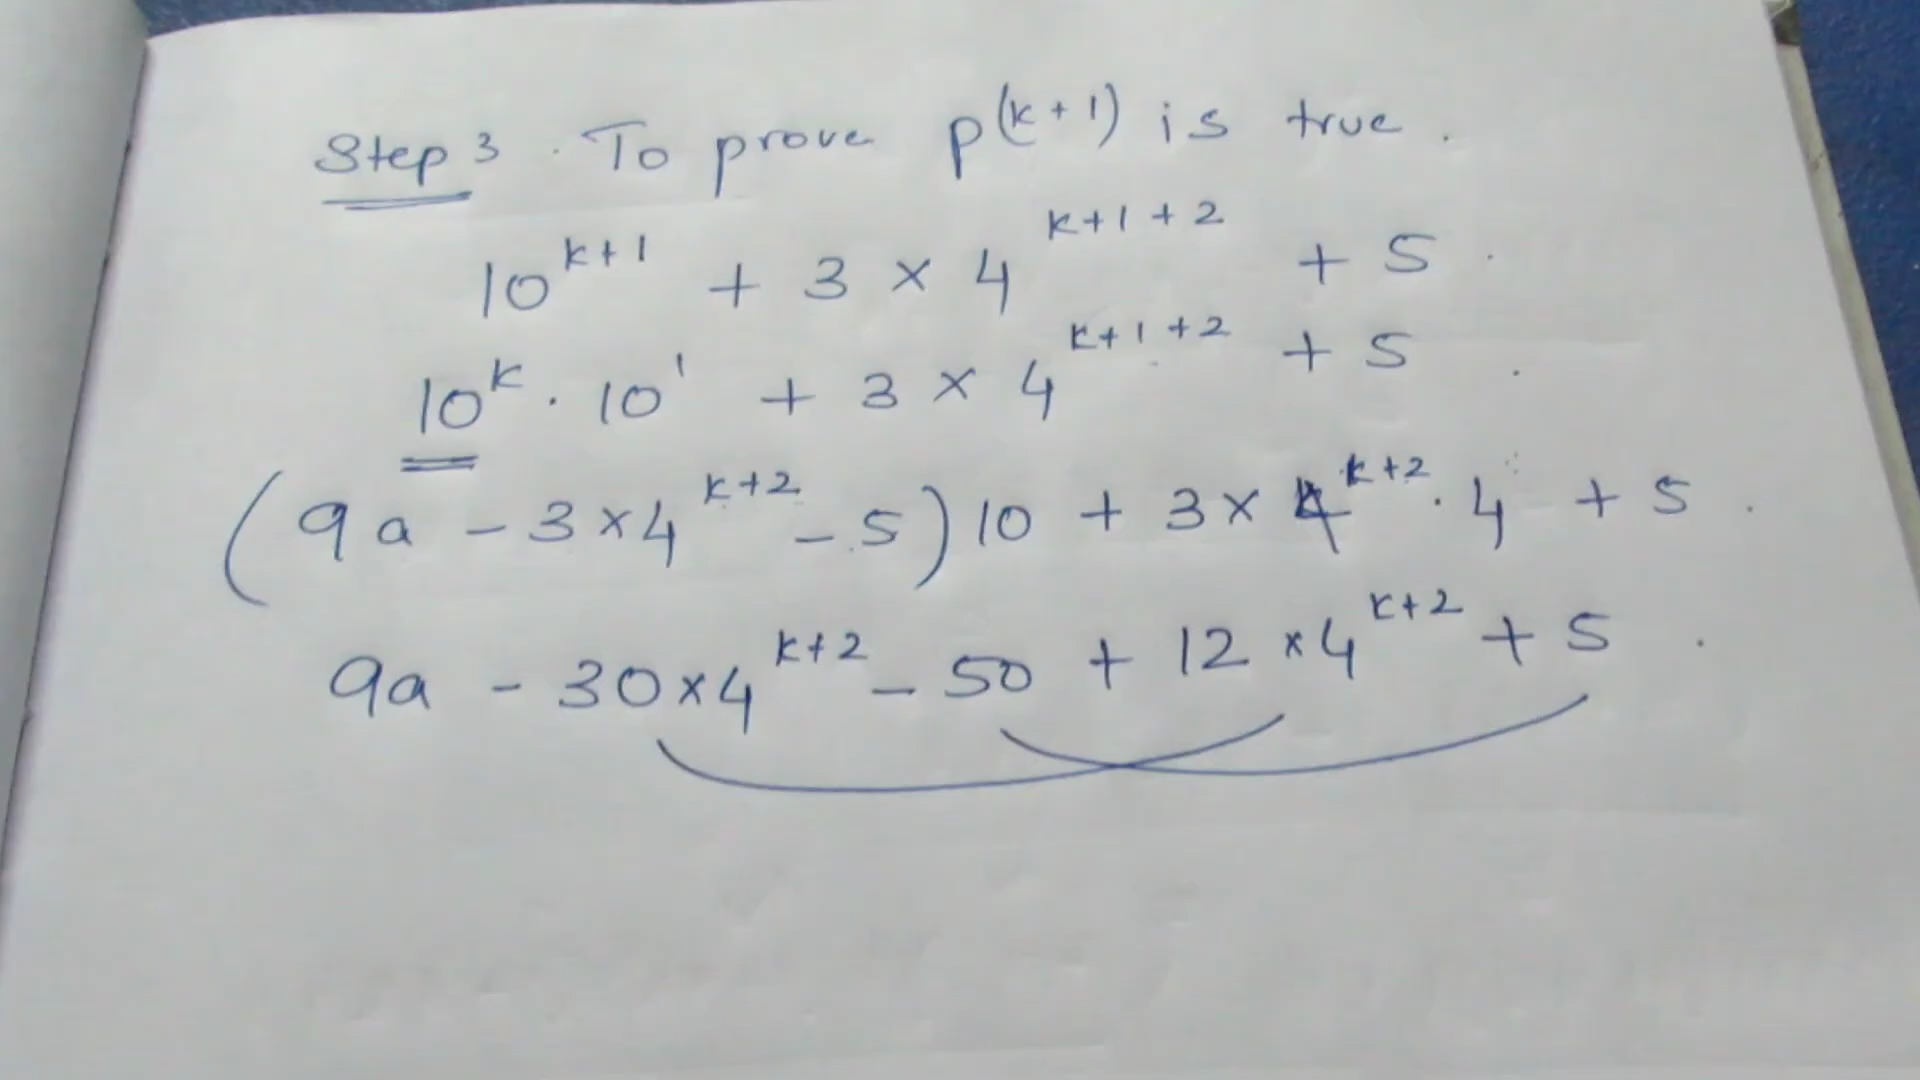 Step 3. To prove p(k+1) is true.
10^{k+1} + 3 × 4^{k+1+2} + 5.
10^k . 10^1 + 3 × 4^{k+1+2} + 5.
(9a - 3×4^{k+2} - 5) 10 + 3× 4^{k+2} . 4 + 5.
9a - 30×4^{k+2} - 50 + 12 ×4^{k+2} + 5.